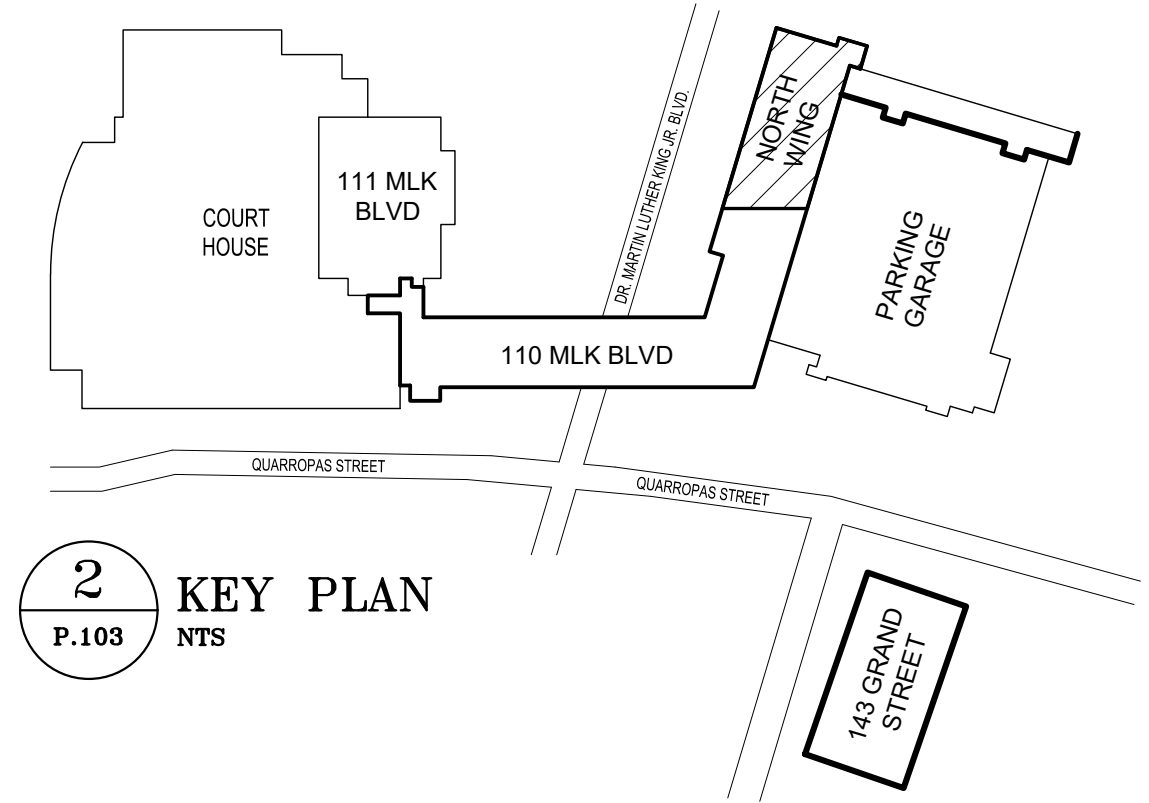 COURT
HOUSE
111 MLK
BLVD
DR. MARTIN LUTHER KING JR. BLVD.
NORTH
WING
PARKING
GARAGE
110 MLK BLVD
QUARROPAS STREET
QUARROPAS STREET
2
P.103
KEY PLAN
NTS
143 GRAND
STREET